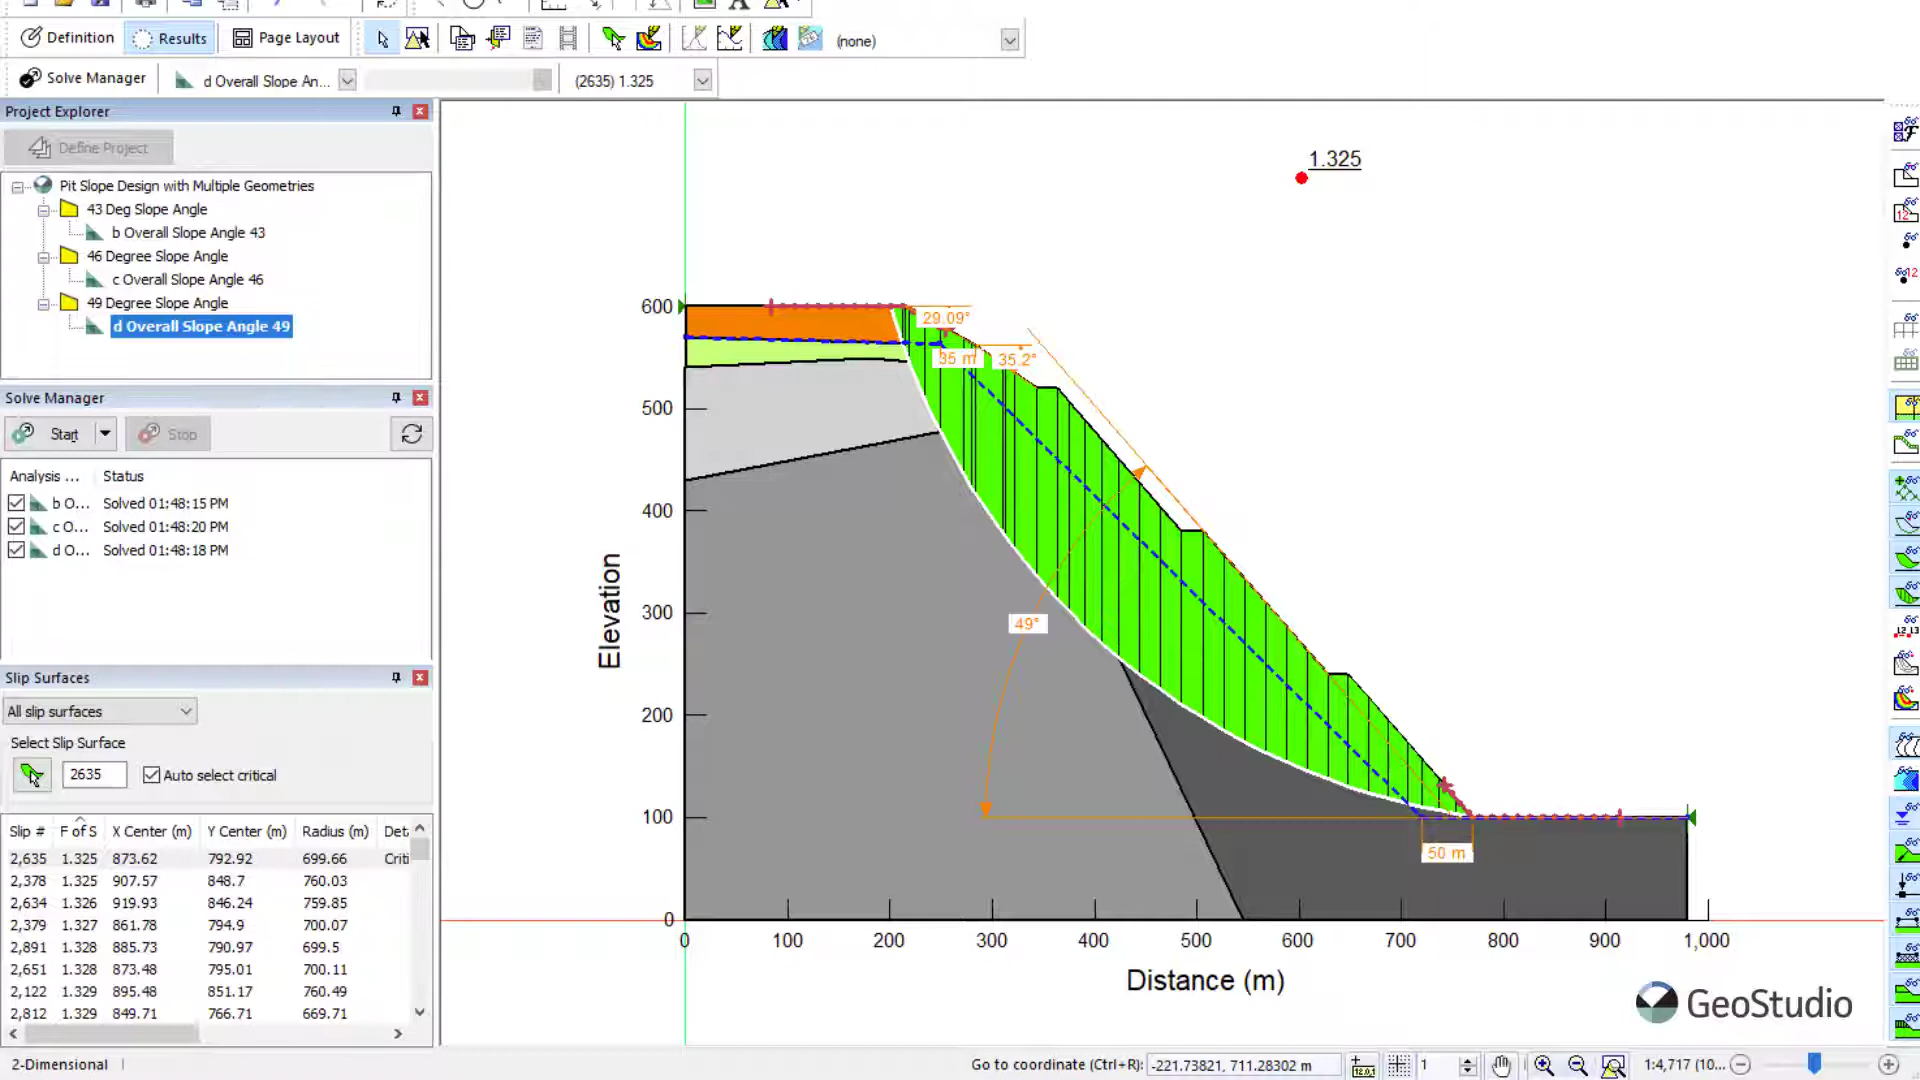 Definition
Results
Page Layout
(none)
Solve Manager
d Overall Slope An...
(2635) 1.325
Project Explorer
Define Project
Pit Slope Design with Multiple Geometries
43 Deg Slope Angle
b Overall Slope Angle 43
46 Degree Slope Angle
c Overall Slope Angle 46
49 Degree Slope Angle
d Overall Slope Angle 49
Solve Manager
Start
Stop
Analysis ... Status
b O... Solved 01:48:15 PM
c O... Solved 01:48:20 PM
d O... Solved 01:48:18 PM
Slip Surfaces
All slip surfaces
Select Slip Surface
2635
Auto select critical
Slip # F of S X Center (m) Y Center (m) Radius (m) Det
2,635 1.325 873.62 792.92 699.66 Criti
2,378 1.325 907.57 848.7 760.03
2,634 1.326 919.93 846.24 759.85
2,379 1.327 861.78 794.9 700.07
2,891 1.328 885.73 790.97 699.5
2,651 1.328 873.48 795.01 700.11
2,122 1.329 895.48 851.17 760.49
2,812 1.329 849.71 766.71 669.71
1.325
29.09°
35 m
35.2°
49°
50 m
600
500
400
300
200
100
0
Elevation
0 100 200 300 400 500 600 700 800 900 1,000
Distance (m)
GeoStudio
2-Dimensional
Go to coordinate (Ctrl+R):
-221.73821, 711.28302 m
1
1:4,717 (10...